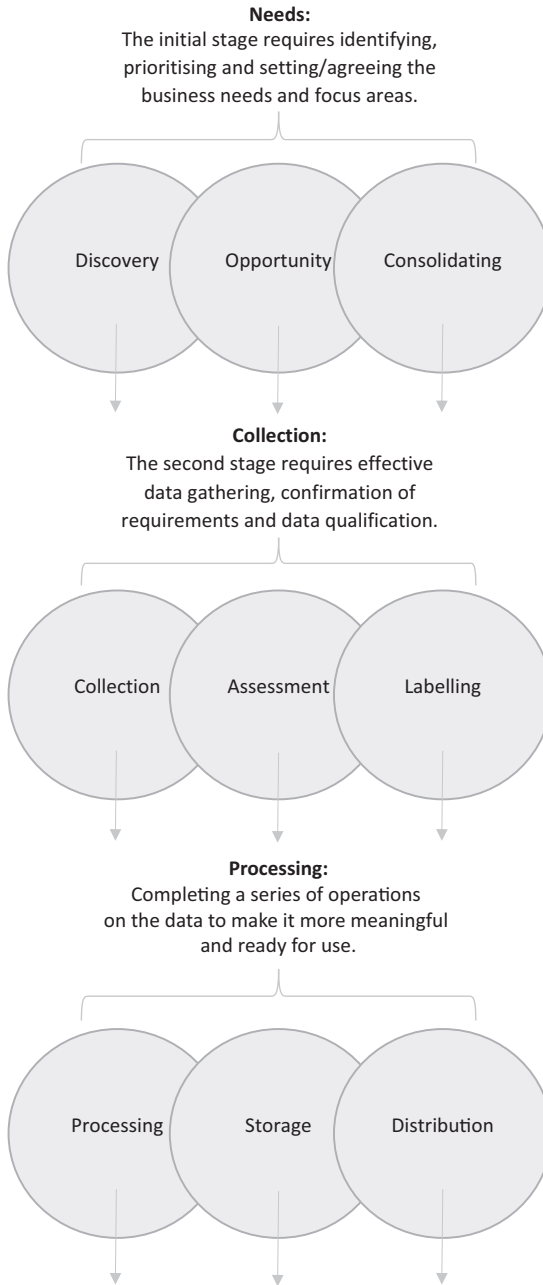 Needs:
The initial stage requires identifying,
prioritising and setting/agreeing the
business needs and focus areas.
Discovery
Opportunity
Consolidating
Collection:
The second stage requires effective
data gathering, confirmation of
requirements and data qualification.
Collection
Assessment
Labelling
Processing:
Completing a series of operations
on the data to make it more meaningful
and ready for use.
Processing
Storage
Distribution